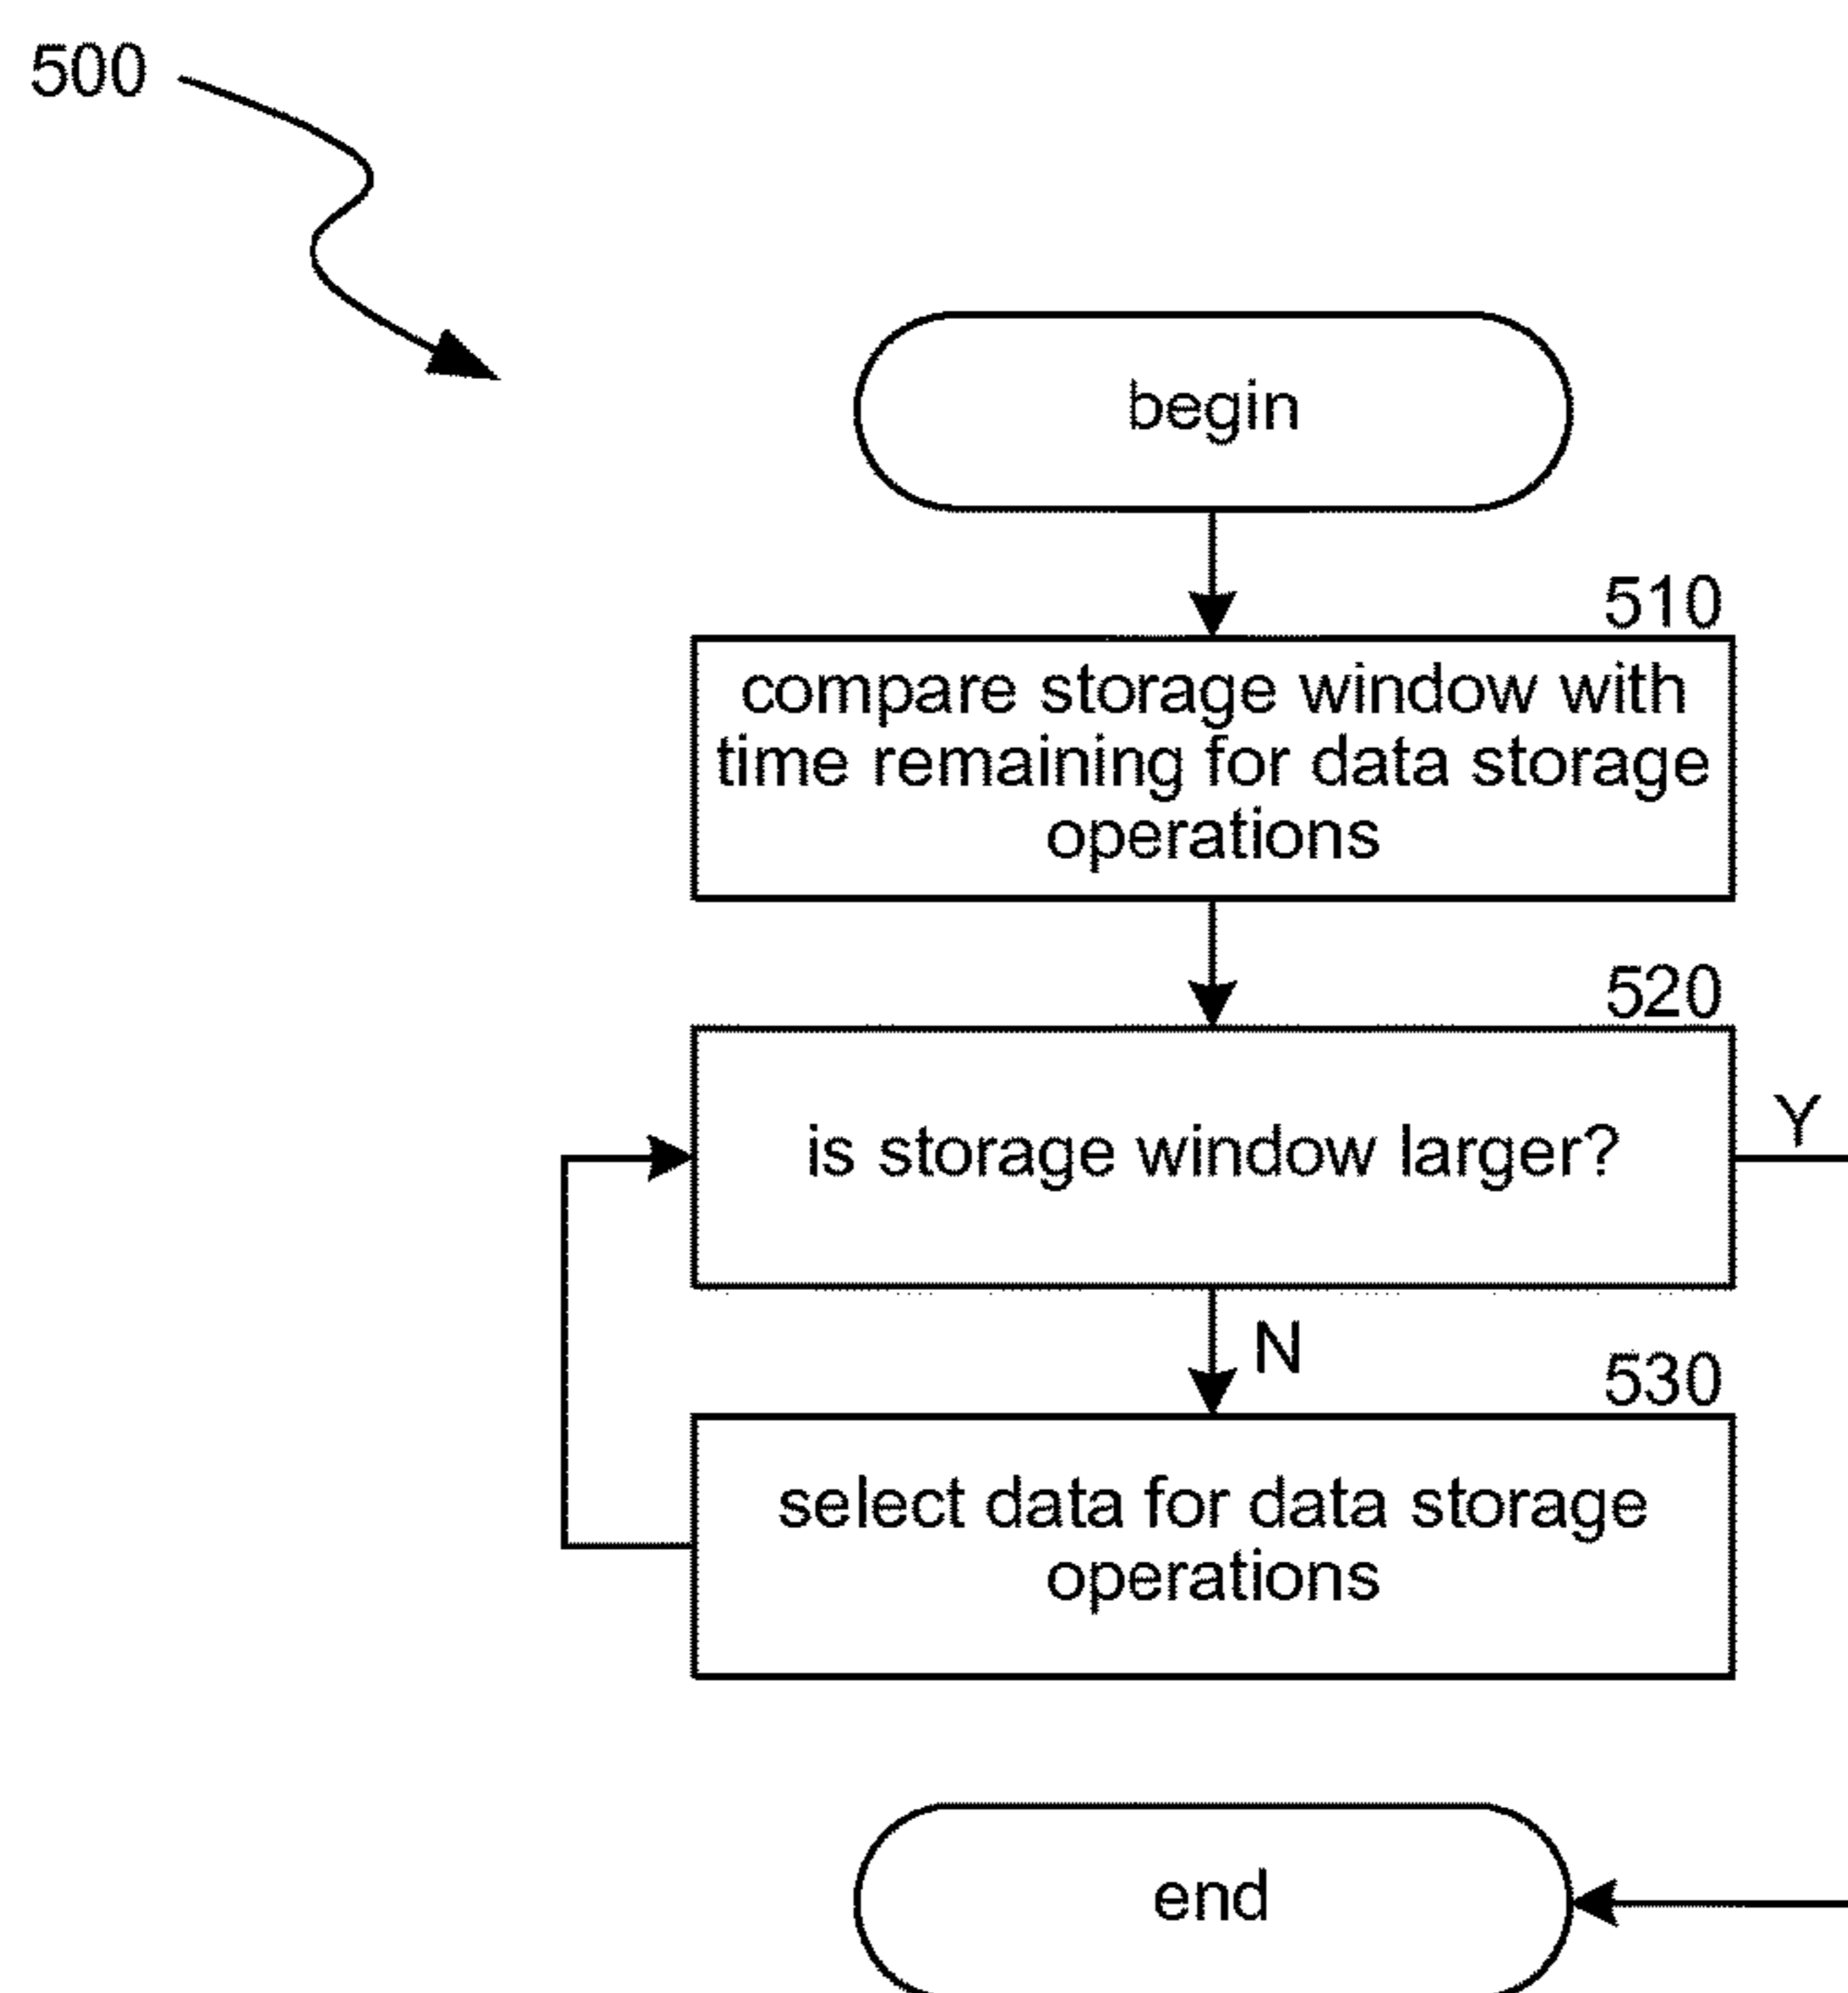 500
begin
510
compare storage window with
time remaining for data storage
operations
520
is storage window larger?
Y
N
530
select data for data storage
operations
end